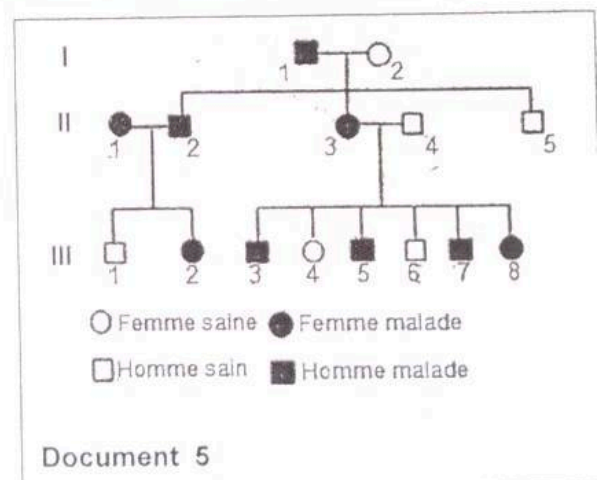 I
1 2
II
1 2 3 4 5
III
1 2 3 4 5 6 7 8
Femme saine Femme malade
Homme sain Homme malade
Document 5